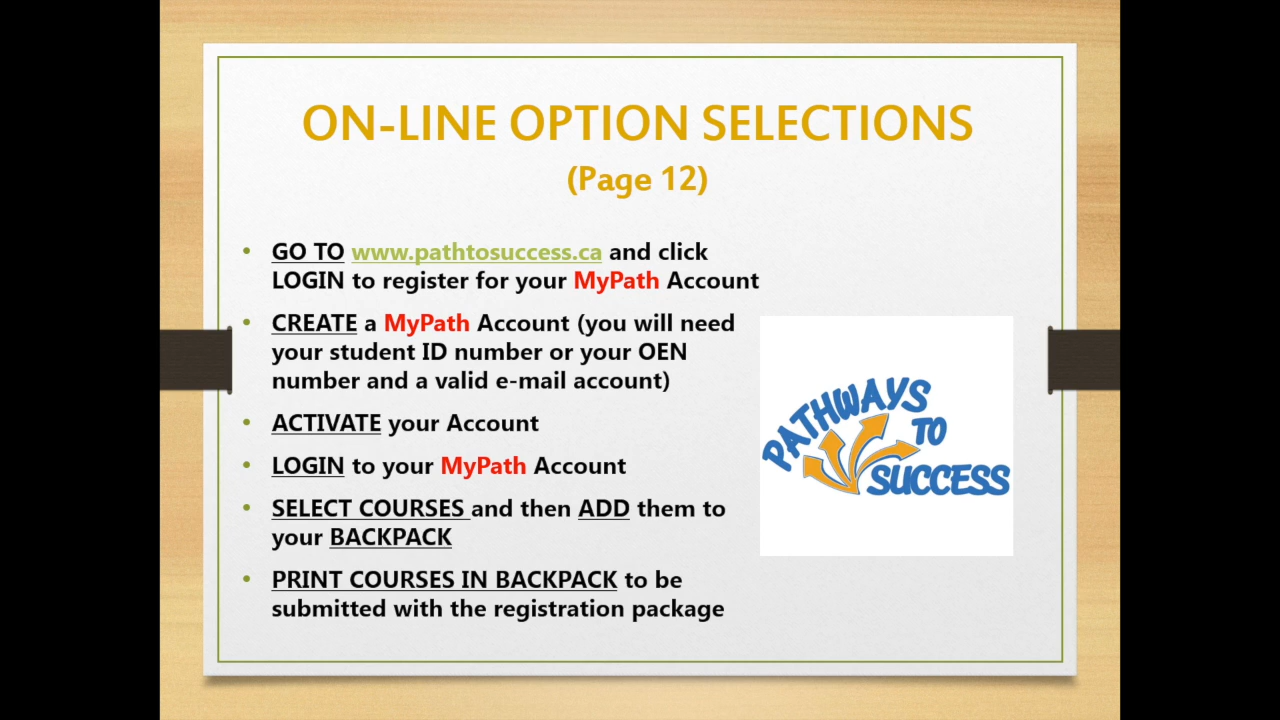 ON-LINE OPTION SELECTIONS
(Page 12)
• GO TO www.pathtosuccess.ca and click
LOGIN to register for your MyPath Account
• CREATE a MyPath Account (you will need
your student ID number or your OEN
number and a valid e-mail account)
• ACTIVATE your Account
• LOGIN to your MyPath Account
• SELECT COURSES and then ADD them to
your BACKPACK
• PRINT COURSES IN BACKPACK to be
submitted with the registration package
PATHWAYS
TO
SUCCESS